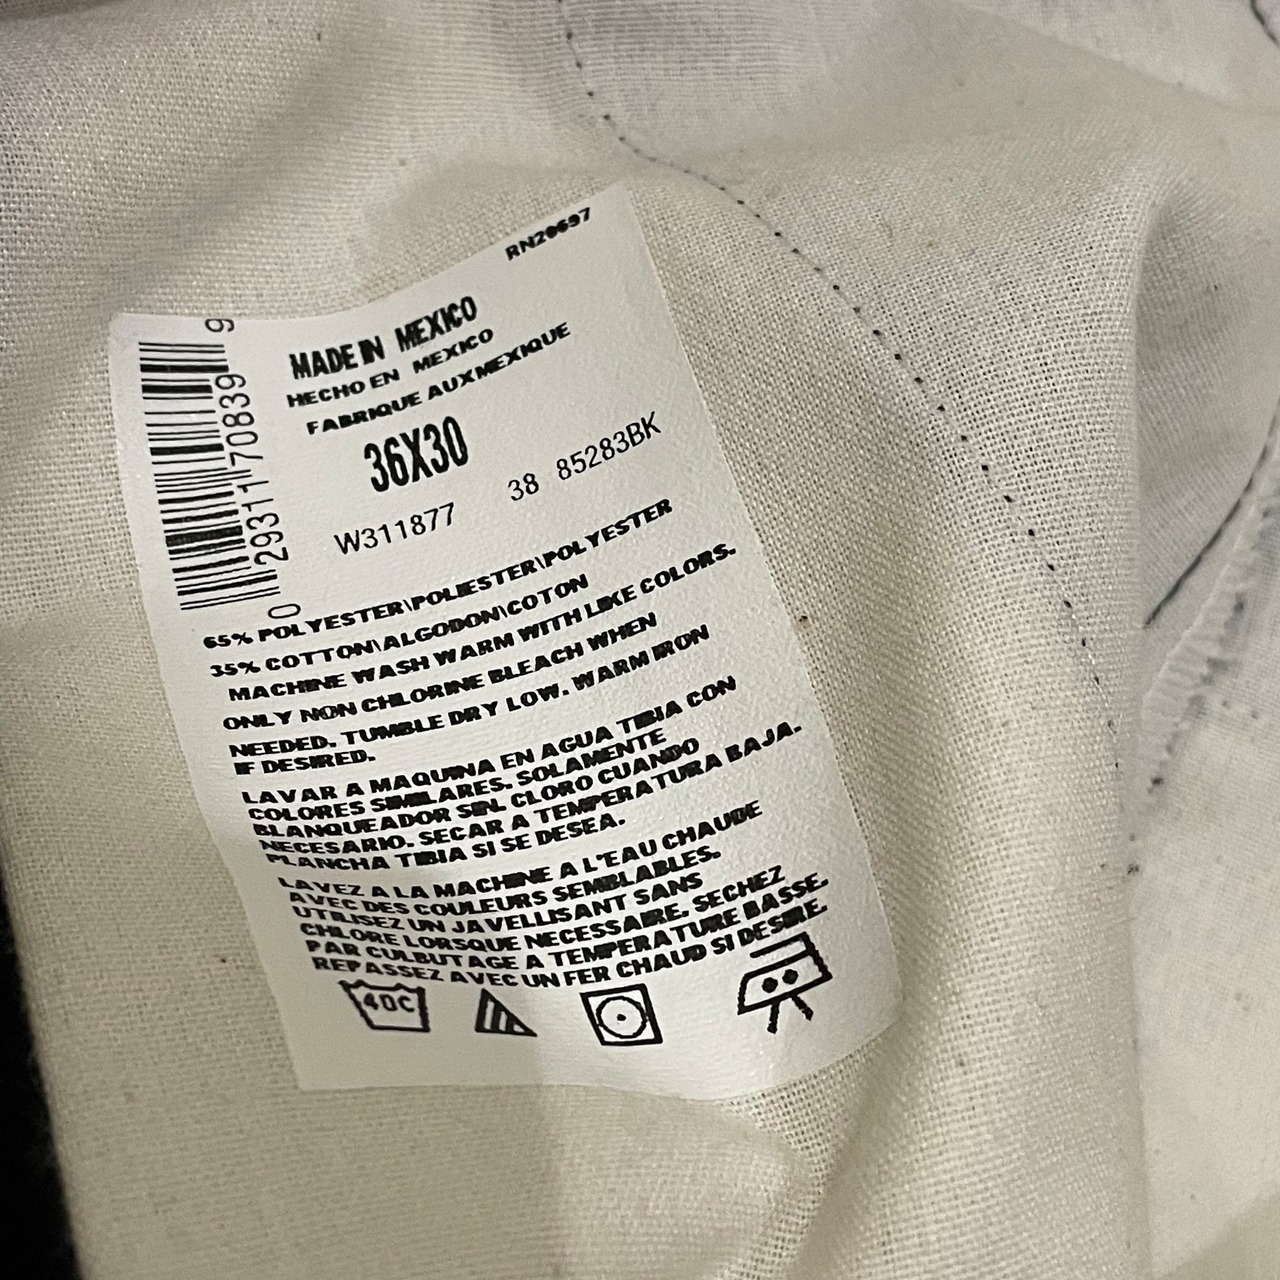 RN20697
MADE IN MEXICO
HECHO EN MEXICO
FABRIQUE AUX MEXIQUE
36X30
W311877 38 85283BK
0 29311 70839 9
65% POLYESTER\POLIESTER\POLYESTER
35% COTTON\ALGODON\COTON
MACHINE WASH WARM WITH LIKE COLORS.
ONLY NON CHLORINE BLEACH WHEN
NEEDED. TUMBLE DRY LOW. WARM IRON
IF DESIRED.
LAVAR A MAQUINA EN AGUA TIBIA CON
COLORES SIMILARES. SOLAMENTE
BLANQUEADOR SIN. CLORO CUANDO
NECESARIO. SECAR A TEMPERATURA BAJA.
PLANCHA TIBIA SI SE DESEA.
LAVEZ A LA MACHINE A L'EAU CHAUDE
AVEC DES COULEURS SEMBLABLES.
UTILISEZ UN JAVELLISANT SANS
CHLORE LORSQUE NECESSAIRE. SECHEZ
PAR CULBUTAGE A TEMPERATURE BASSE.
REPASSEZ AVEC UN FER CHAUD SI DESIRE.
40C